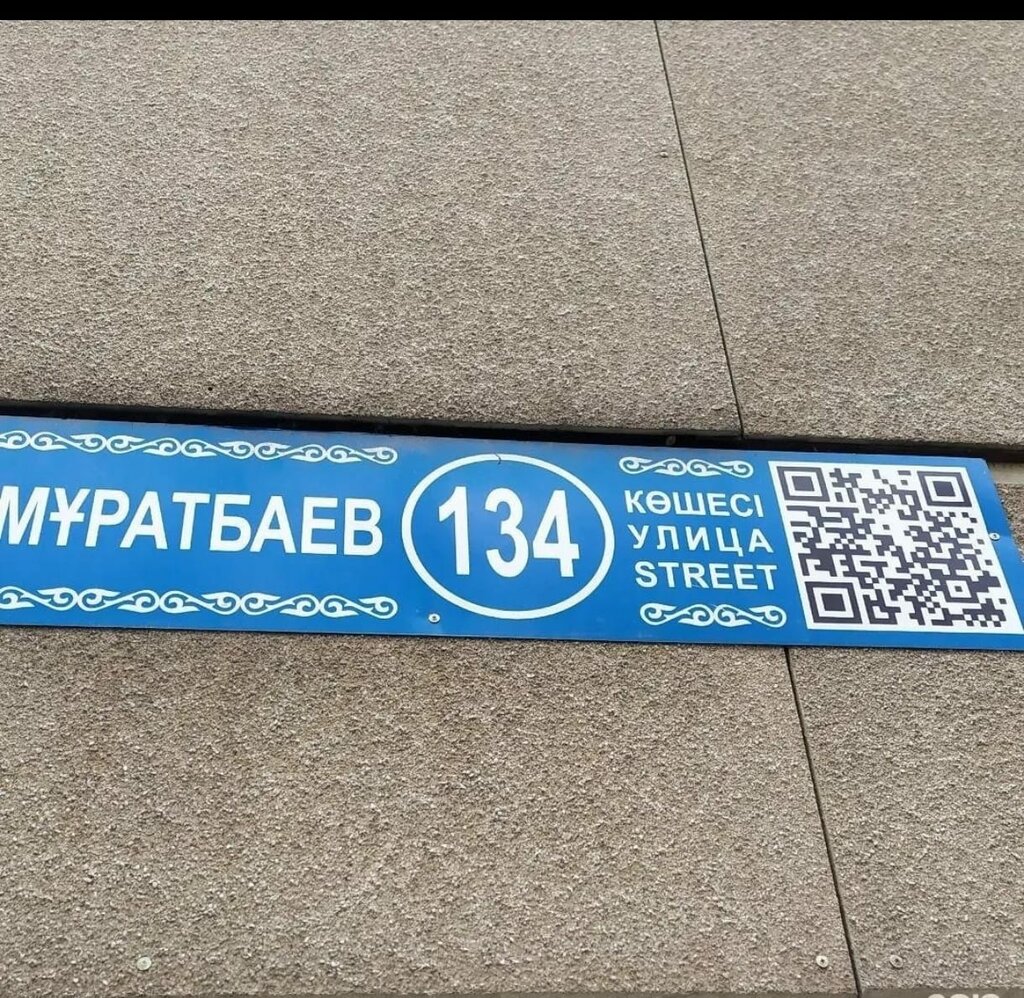 МҰРАТБАЕВ
134
КӨШЕСІ
УЛИЦА
STREET